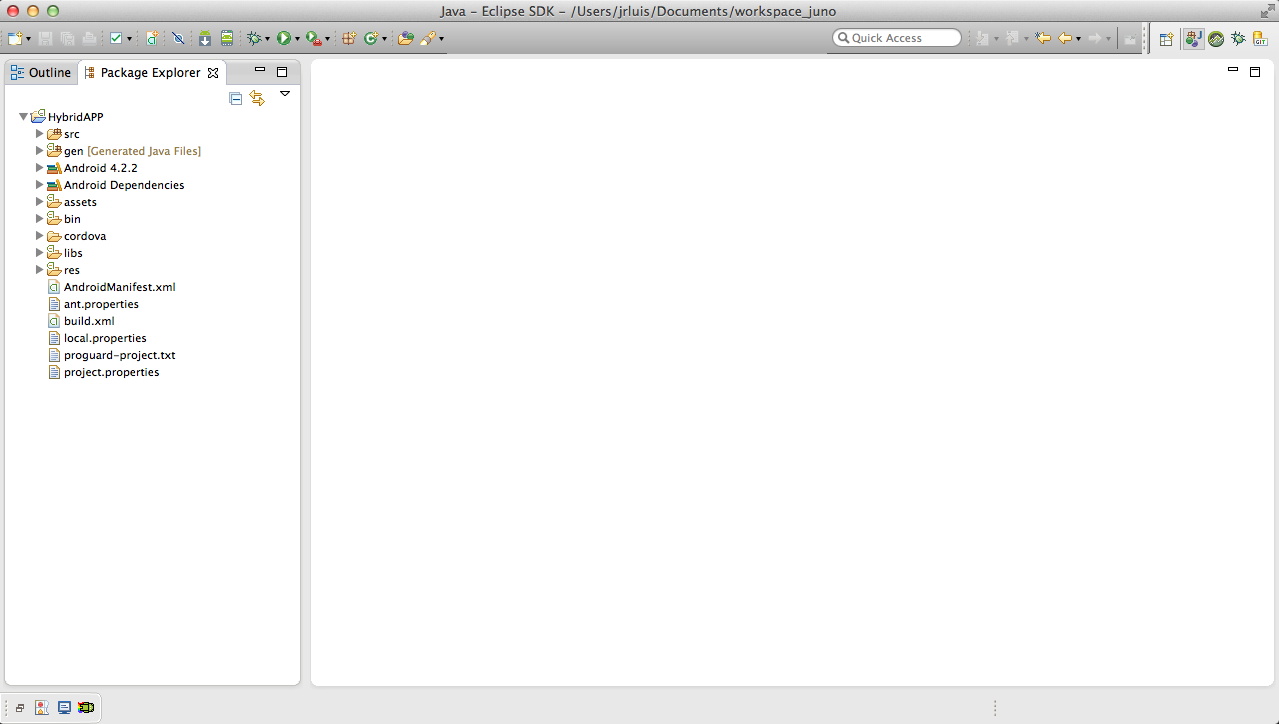 Java – Eclipse SDK – /Users/jrluis/Documents/workspace_juno
Quick Access
Outline
Package Explorer
HybridAPP
src
gen [Generated Java Files]
Android 4.2.2
Android Dependencies
assets
bin
cordova
libs
res
AndroidManifest.xml
ant.properties
build.xml
local.properties
proguard-project.txt
project.properties